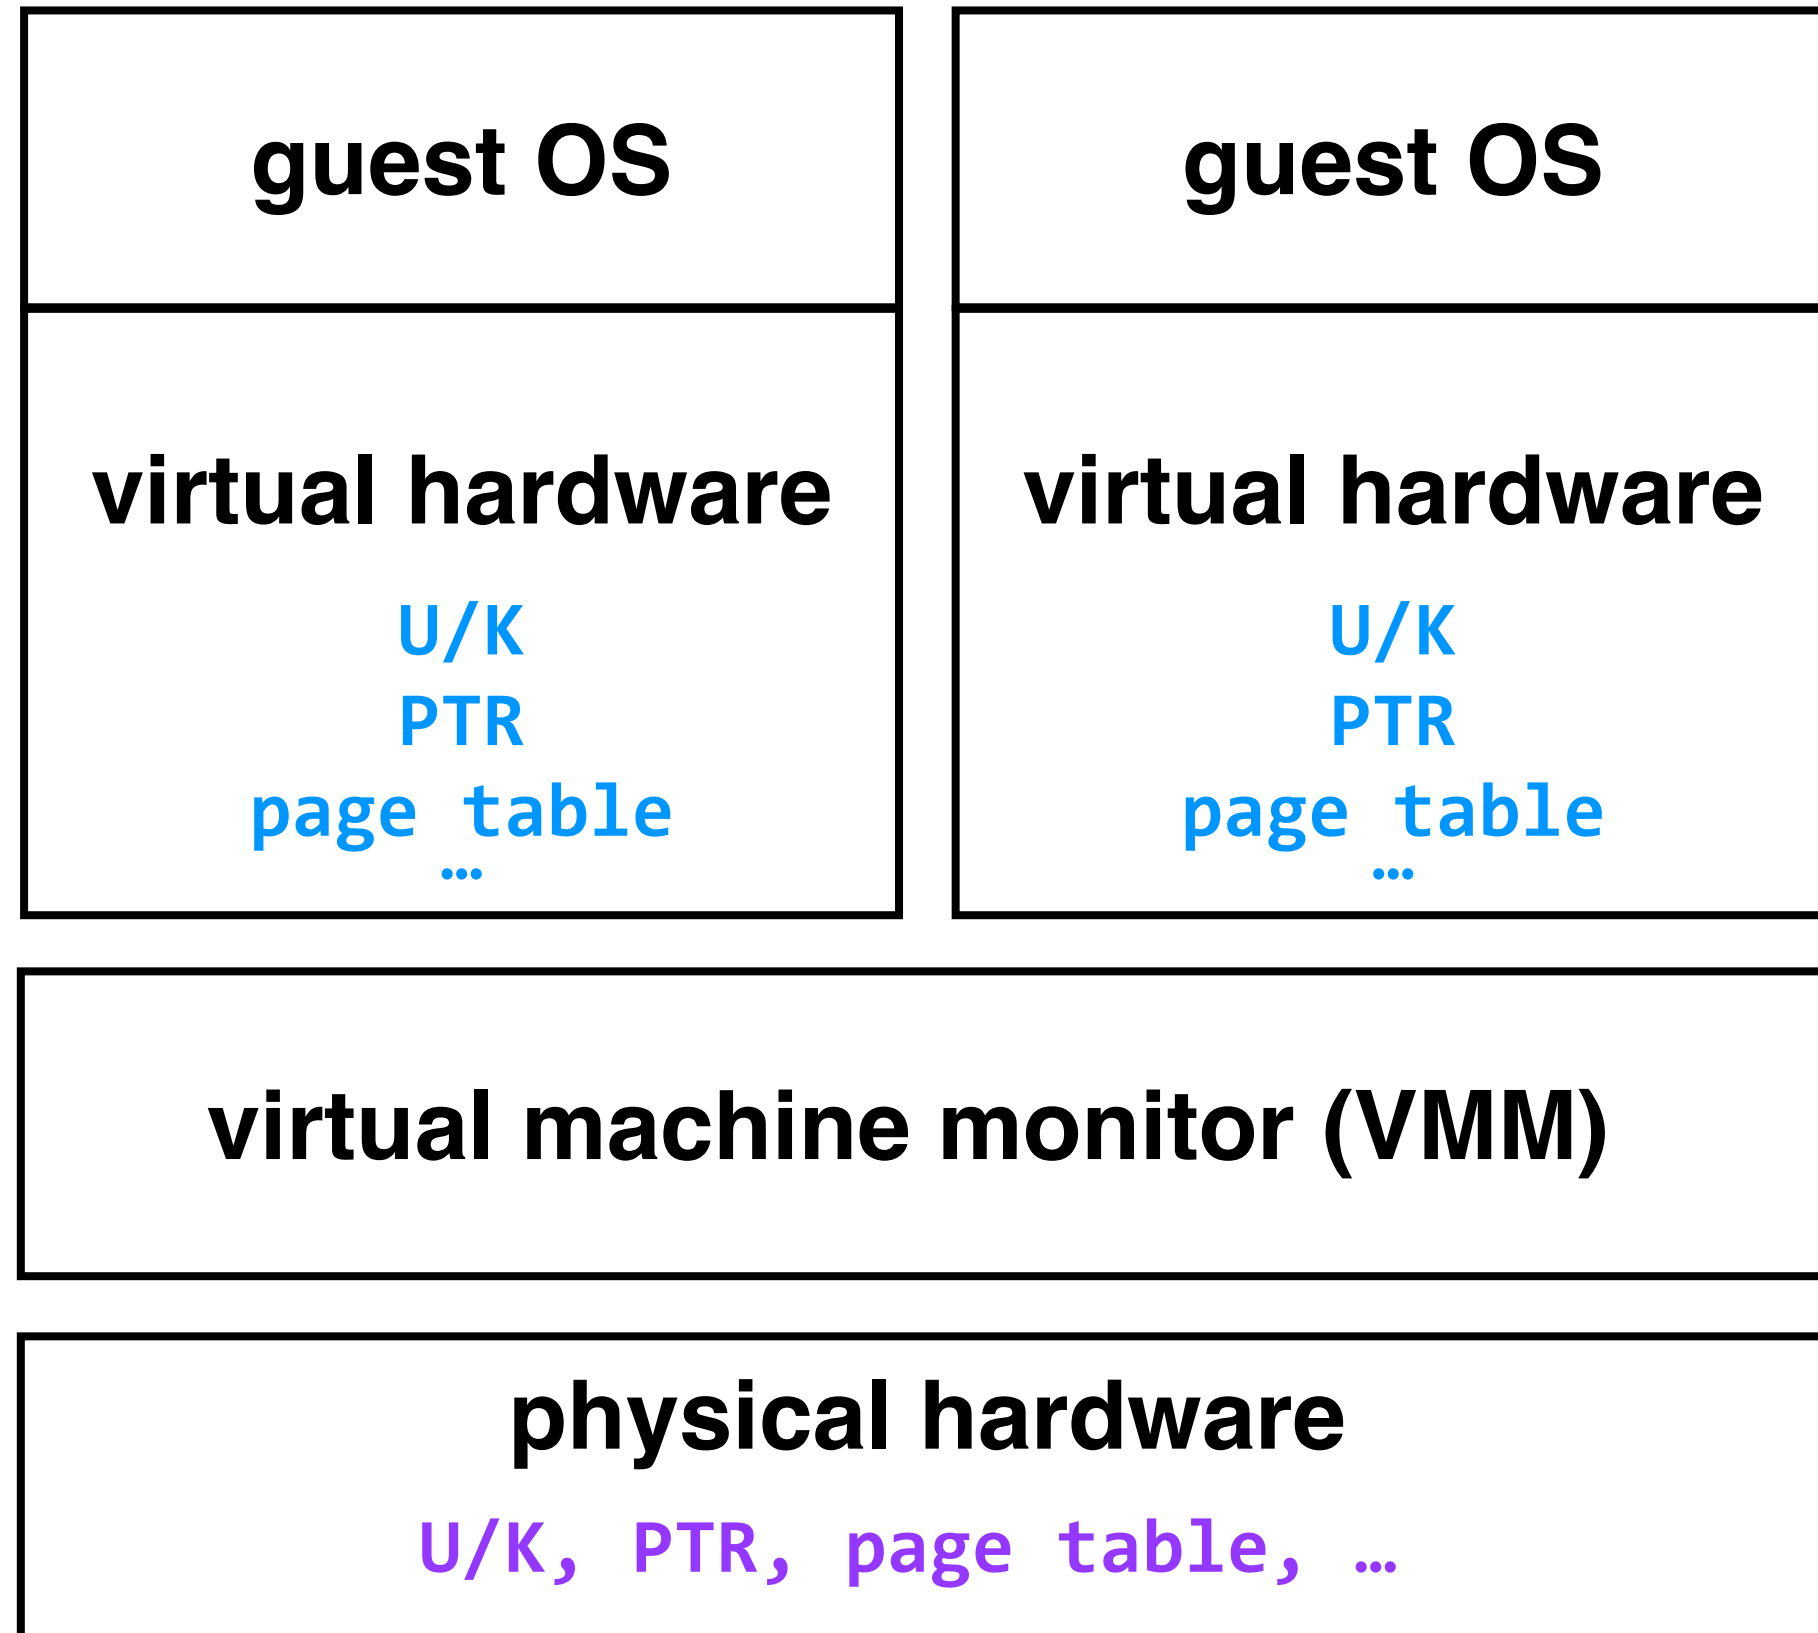 guest OS
guest OS
virtual hardware
U/K
PTR
page table
…
virtual hardware
U/K
PTR
page table
…
virtual machine monitor (VMM)
physical hardware
U/K, PTR, page table, …